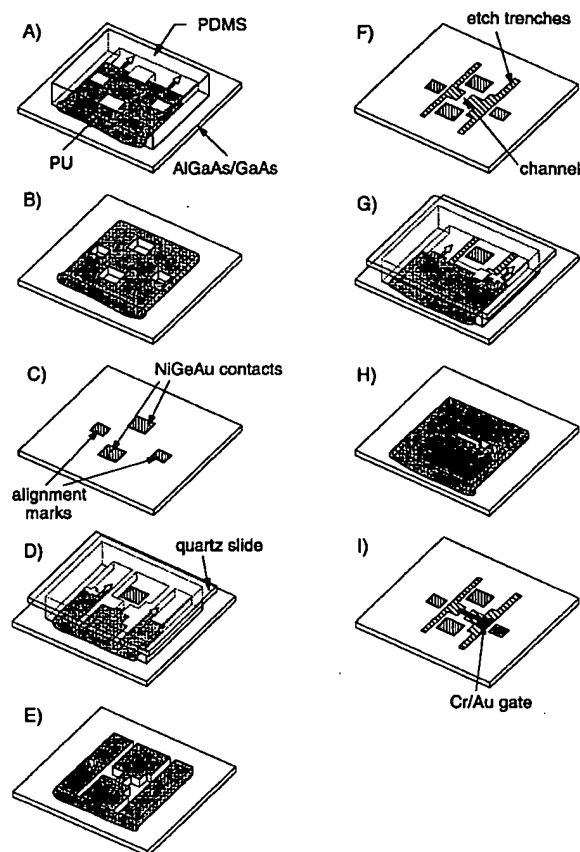 A)
PDMS
PU
AlGaAs/GaAs
B)
C)
NiGeAu contacts
alignment
marks
D)
quartz slide
E)
F)
etch trenches
channel
G)
H)
I)
Cr/Au gate